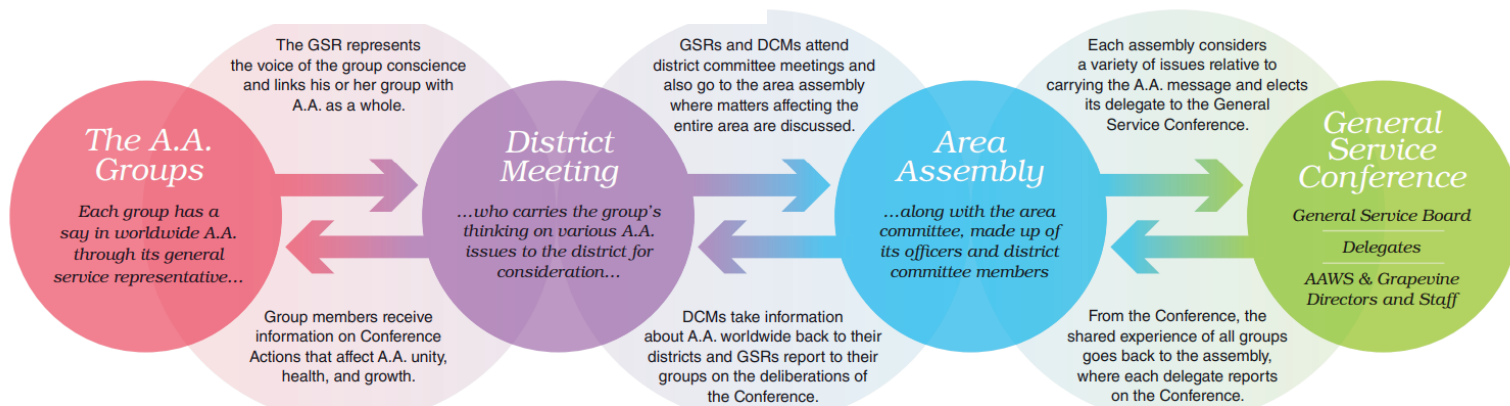 The GSR represents
the voice of the group conscience
and links his or her group with
A.A. as a whole.
GSRs and DCMs attend
district committee meetings and
also go to the area assembly
where matters affecting the
entire area are discussed.
Each assembly considers
a variety of issues relative to
carrying the A.A. message and elects
its delegate to the General
Service Conference.
The A.A.
Groups
Each group has a
say in worldwide A.A.
through its general
service representative…
District
Meeting
…who carries the group’s
thinking on various A.A.
issues to the district for
consideration…
Area
Assembly
…along with the area
committee, made up of
its officers and district
committee members
General
Service
Conference
General Service Board
Delegates
AAWS & Grapevine
Directors and Staff
Group members receive
information on Conference
Actions that affect A.A. unity,
health, and growth.
DCMs take information
about A.A. worldwide back to their
districts and GSRs report to their
groups on the deliberations of
the Conference.
From the Conference, the
shared experience of all groups
goes back to the assembly,
where each delegate reports
on the Conference.